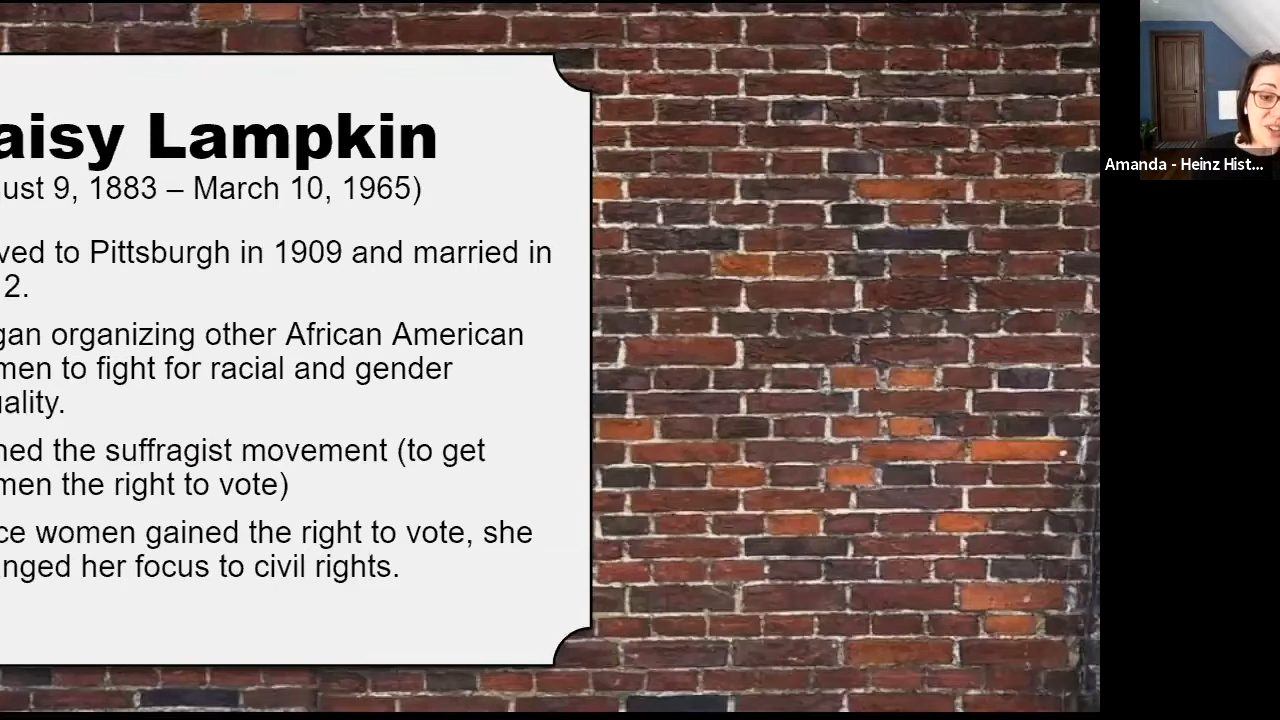 aisy Lampkin
ust 9, 1883 – March 10, 1965)
ved to Pittsburgh in 1909 and married in
2.
gan organizing other African American
men to fight for racial and gender
ality.
ned the suffragist movement (to get
men the right to vote)
ce women gained the right to vote, she
nged her focus to civil rights.
Amanda - Heinz Hist...